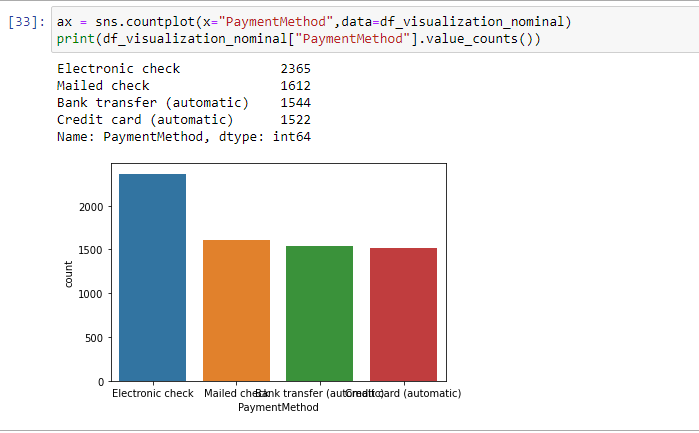 [33]: ax = sns.countplot(x="PaymentMethod",data=df_visualization_nominal)
print(df_visualization_nominal["PaymentMethod"].value_counts())
Electronic check 2365
Mailed check 1612
Bank transfer (automatic) 1544
Credit card (automatic) 1522
Name: PaymentMethod, dtype: int64
2000
1500
1000
500
0
count
Electronic check Mailed check Bank transfer (automatic) Credit card (automatic)
PaymentMethod